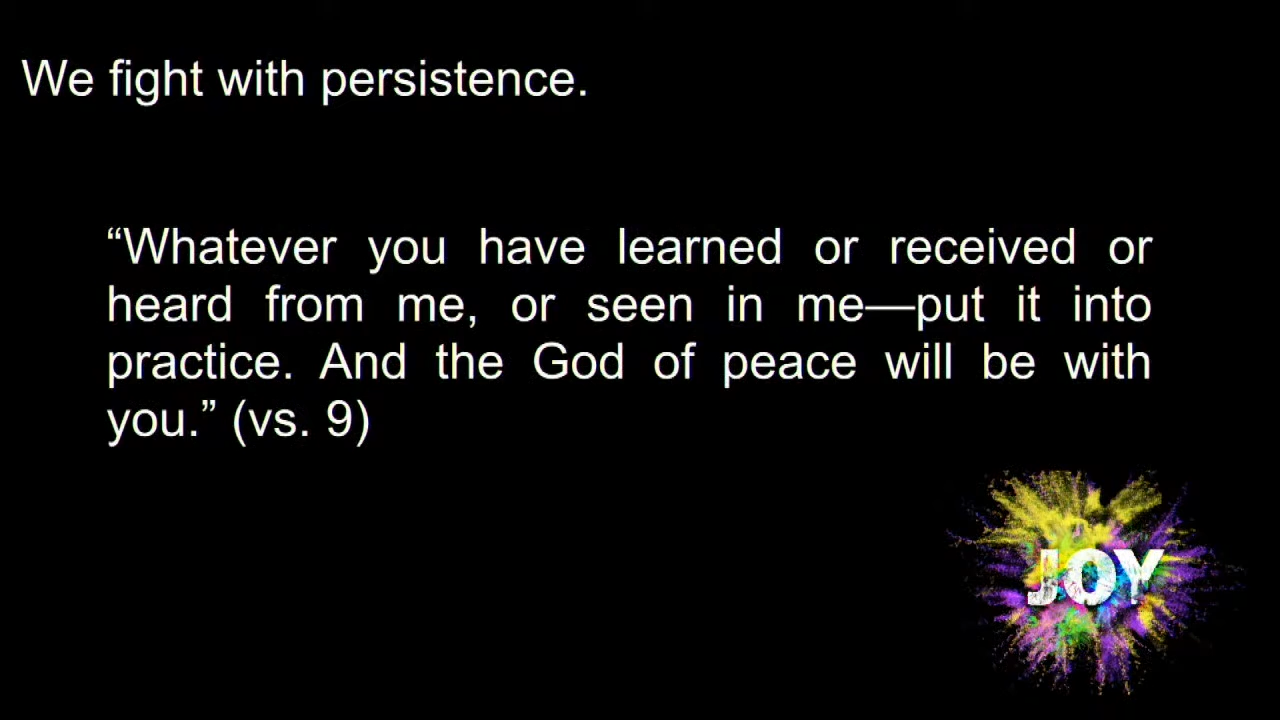 We fight with persistence.
“Whatever you have learned or received or
heard from me, or seen in me—put it into
practice. And the God of peace will be with
you.” (vs. 9)
JOY